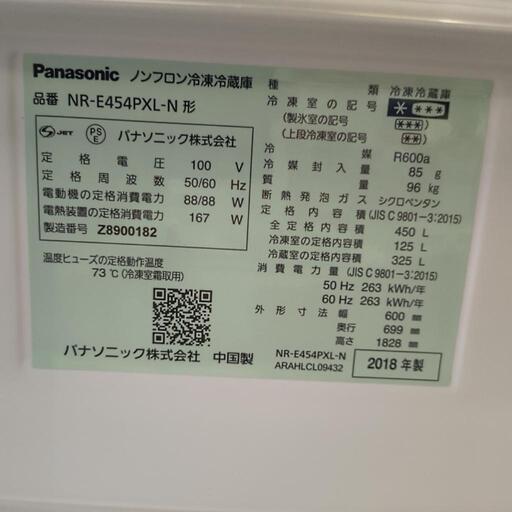 Panasonic ノンフロン冷凍冷蔵庫
品番 NR-E454PXL-N 形
JET PS E パナソニック株式会社
定格電圧 100 V
定格周波数 50/60 Hz
電動機の定格消費電力 88/88 W
電熱装置の定格消費電力 167 W
製造番号 Z8900182
温度ヒューズの定格動作温度
73℃(冷凍室霜取用)
パナソニック株式会社 中国製
種類 冷凍冷蔵庫
冷凍室の記号 * ***
(製氷室の記号 ***)
(上段冷凍室の記号 **)
冷媒 R600a
冷媒封入量 85 g
質量 96 kg
断熱発泡ガス シクロペンタン
定格内容積 (JIS C 9801-3:2015)
全定格内容積 450 L
冷凍室の定格内容積 125 L
冷蔵室の定格内容積 325 L
消費電力量 (JIS C 9801-3:2015)
50 Hz 263 kWh/年
60 Hz 263 kWh/年
外形寸法 幅 600 ㎜
奥行 699 ㎜
高さ 1828 ㎜
NR-E454PXL-N
ARAHLCL09432
2018 年製